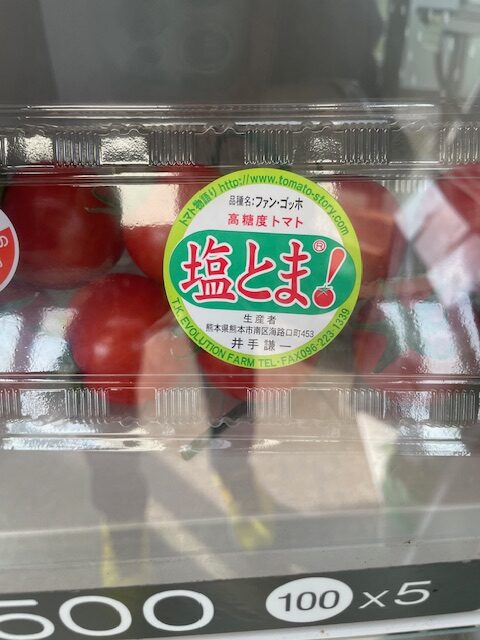 トマト物語り http://www.tomato-story.com
品種名:ファン・ゴッホ
高糖度トマト
塩とま!®
生産者
熊本県熊本市南区海路口町453
井手謙一
T.K. EVOLUTION FARM TEL・FAX096-223-1339
の
500
100 ×5